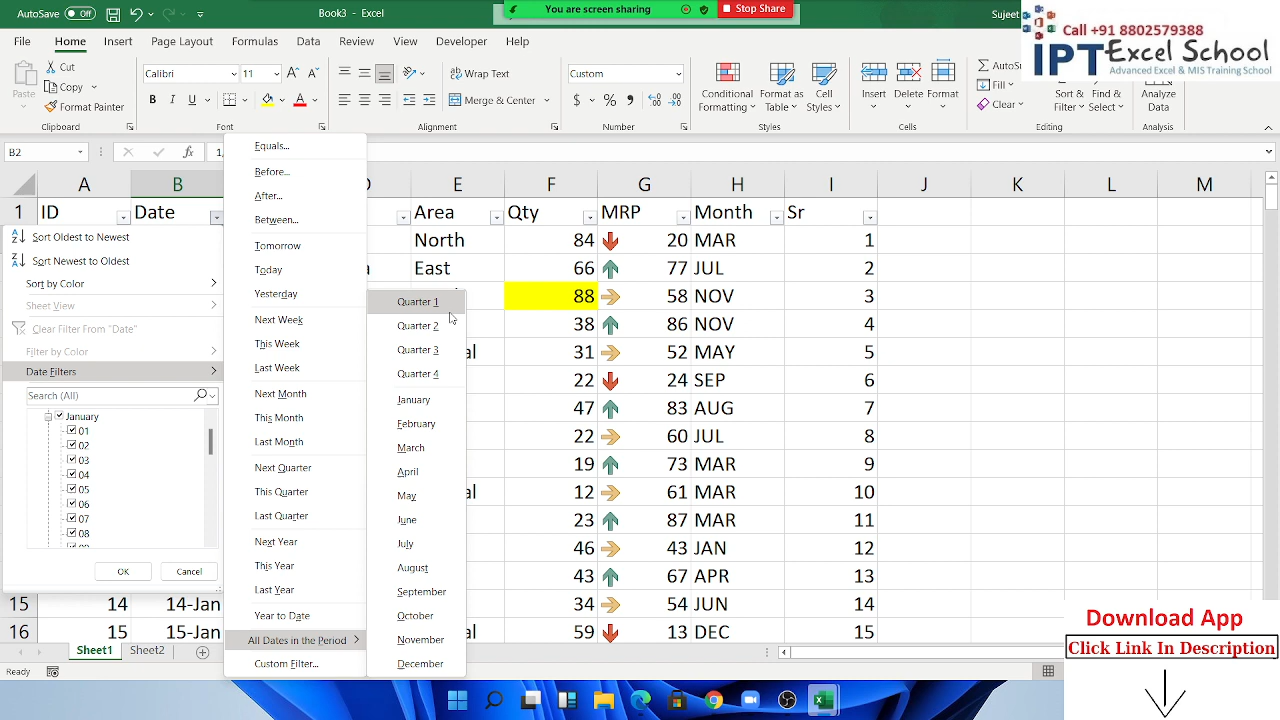 AutoSave Off Book3 - Excel You are screen sharing Stop Share Sujeet
Call +91 8802579388
IPT Excel School
Advanced Excel & MIS Training School
File Home Insert Page Layout Formulas Data Review View Developer Help
Paste Cut Copy Format Painter
Calibri 11
B I U A
Wrap Text
Merge & Center
Custom
$ % ,
Conditional Formatting Format as Table Cell Styles
Insert Delete Format
Fill
Clear
Sort & Filter Find & Select
Analyze Data
Clipboard Font Alignment Number Styles Cells Editing Analysis
B2 fx
A B E F G H I J K L M
1 ID Date Area Qty MRP Month Sr
North 84 20 MAR 1
East 66 77 JUL 2
88 58 NOV 3
38 86 NOV 4
31 52 MAY 5
22 24 SEP 6
47 83 AUG 7
22 60 JUL 8
19 73 MAR 9
12 61 MAR 10
23 87 MAR 11
46 43 JAN 12
43 67 APR 13
15 14 14-Jan 34 54 JUN 14
16 15 15-Jan 59 13 DEC 15
Sort Oldest to Newest
Sort Newest to Oldest
Sort by Color
Sheet View
Clear Filter From "Date"
Filter by Color
Date Filters
Search (All)
January
01
02
03
04
05
06
07
08
OK Cancel
Equals...
Before...
After...
Between...
Tomorrow
Today
Yesterday
Next Week
This Week
Last Week
Next Month
This Month
Last Month
Next Quarter
This Quarter
Last Quarter
Next Year
This Year
Last Year
Year to Date
All Dates in the Period
Custom Filter...
Quarter 1
Quarter 2
Quarter 3
Quarter 4
January
February
March
April
May
June
July
August
September
October
November
December
Sheet1 Sheet2
Ready
Download App
Click Link In Description